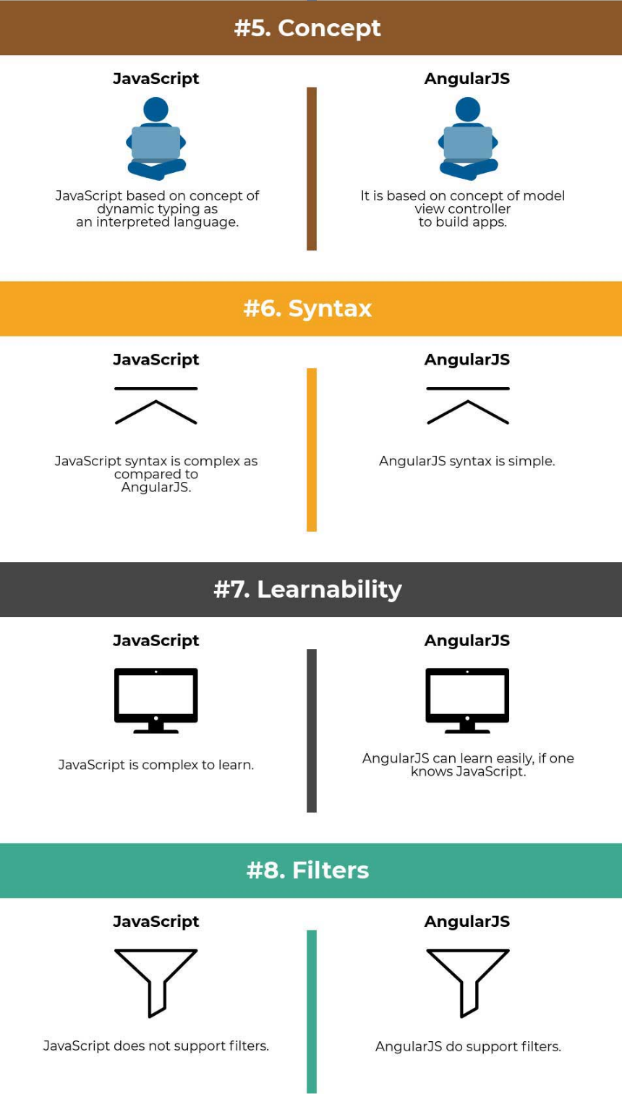 #5. Concept
JavaScript
AngularJS
JavaScript based on concept of
dynamic typing as
an interpreted language.
It is based on concept of model
view controller
to build apps.
#6. Syntax
JavaScript
AngularJS
JavaScript syntax is complex as
compared to
AngularJS.
AngularJS syntax is simple.
#7. Learnability
JavaScript
AngularJS
JavaScript is complex to learn.
AngularJS can learn easily, if one
knows JavaScript.
#8. Filters
JavaScript
AngularJS
JavaScript does not support filters.
AngularJS do support filters.